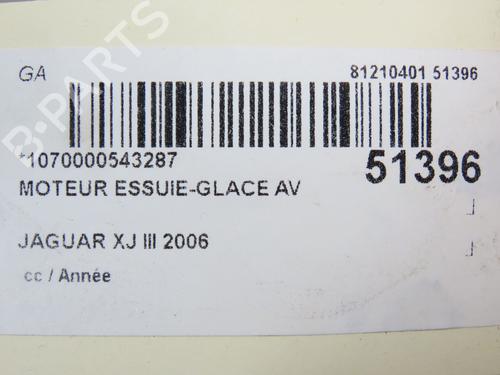 GA
81210401 51396
*1070000543287
51396
MOTEUR ESSUIE-GLACE AV
JAGUAR XJ III 2006
cc / Année
B-PARTS